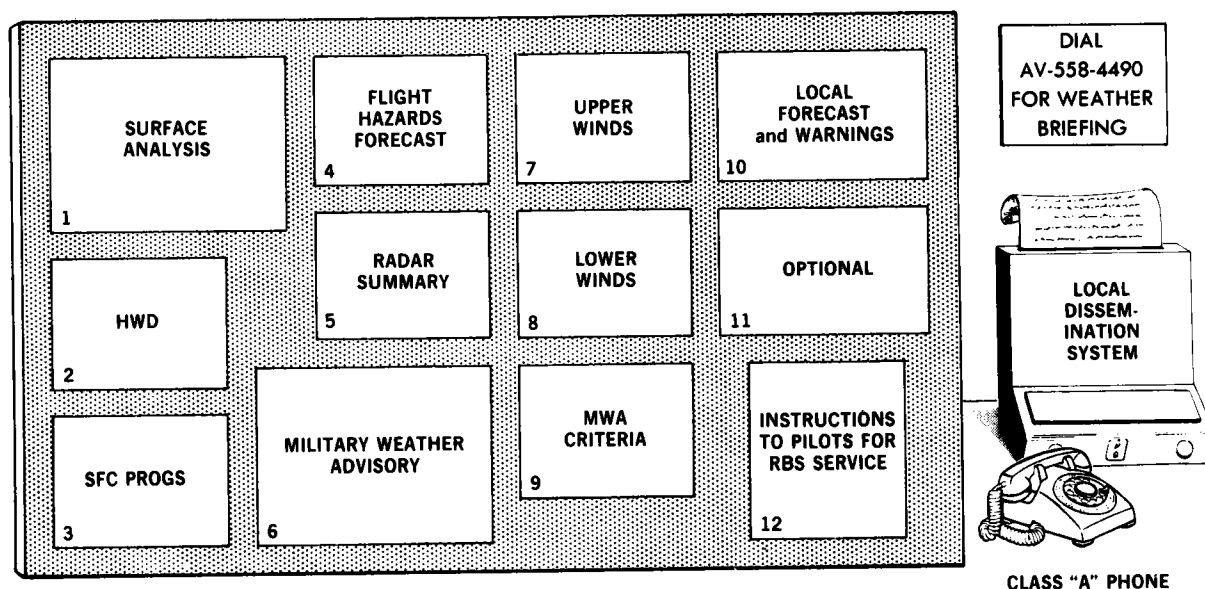 SURFACE
ANALYSIS
1
HWD
2
SFC PROGS
3
FLIGHT
HAZARDS
FORECAST
4
RADAR
SUMMARY
5
MILITARY WEATHER
ADVISORY
6
UPPER
WINDS
7
LOWER
WINDS
8
MWA
CRITERIA
9
LOCAL
FORECAST
and WARNINGS
10
OPTIONAL
11
INSTRUCTIONS
TO PILOTS FOR
RBS SERVICE
12
DIAL
AV-558-4490
FOR WEATHER
BRIEFING
LOCAL
DISSEM-
INATION
SYSTEM
CLASS "A" PHONE